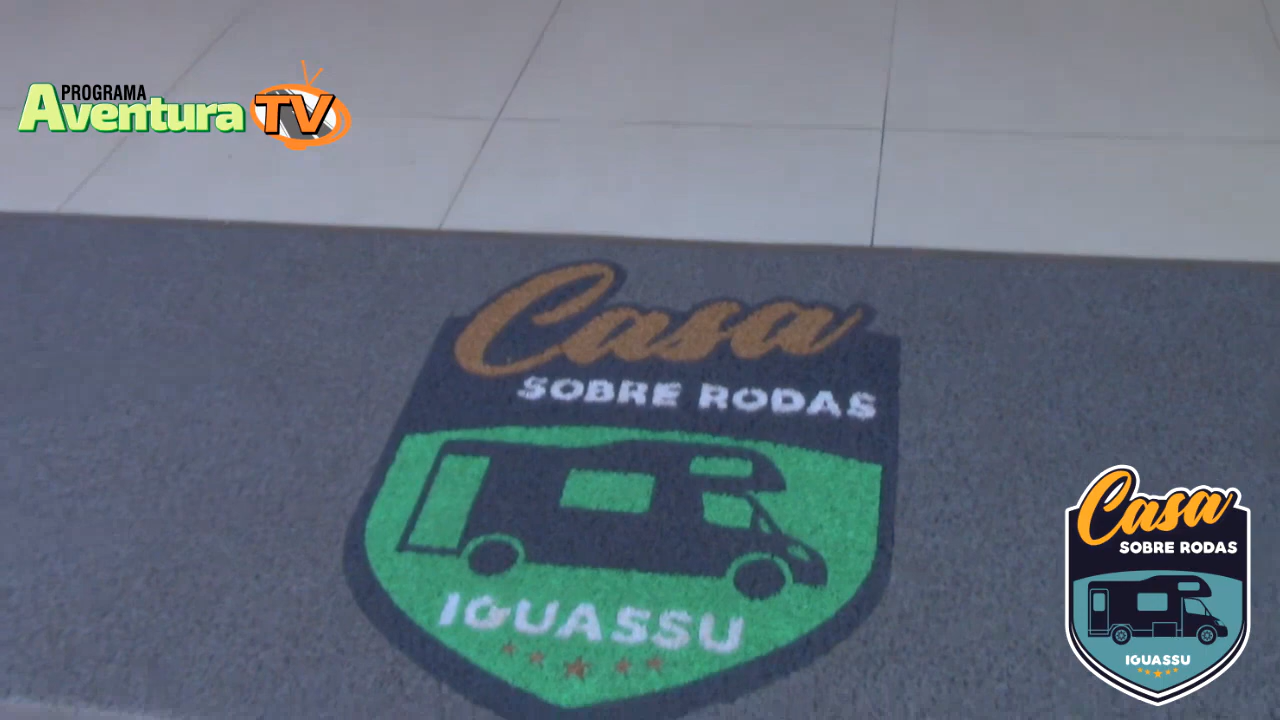 PROGRAMA
Aventura TV
Casa
SOBRE RODAS
IGUASSU
Casa
SOBRE RODAS
IGUASSU